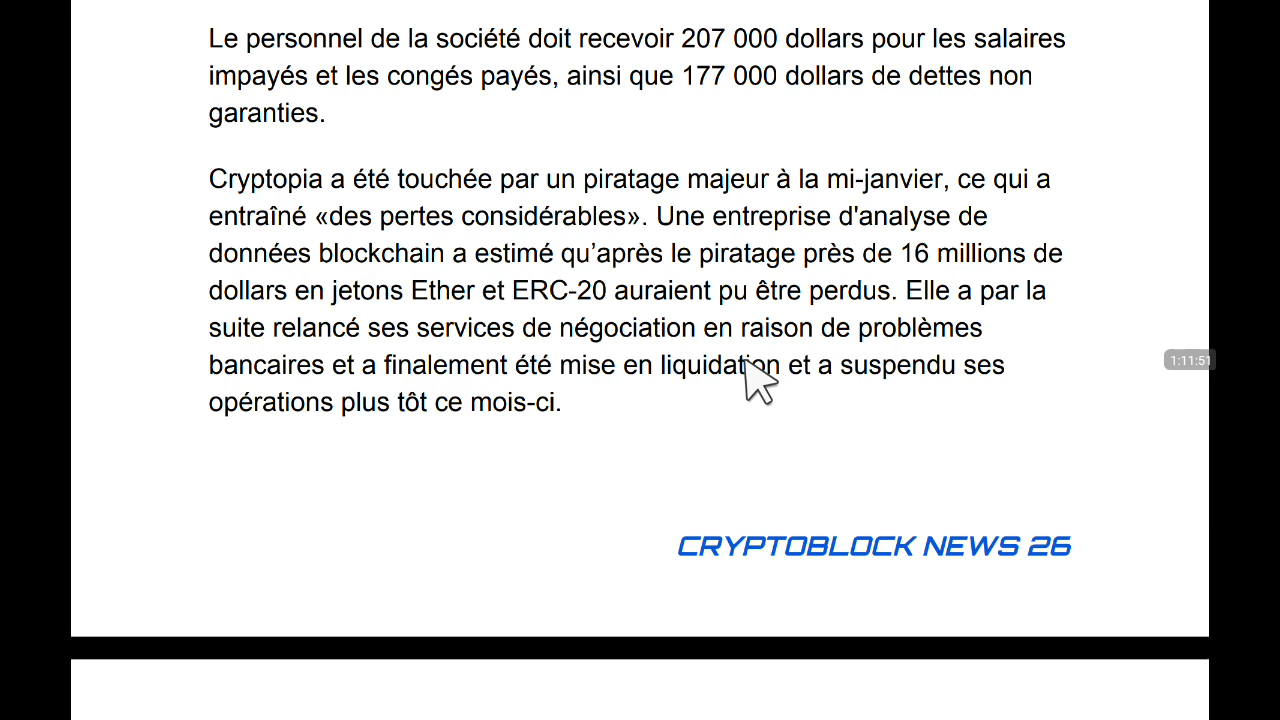 Le personnel de la société doit recevoir 207 000 dollars pour les salaires
impayés et les congés payés, ainsi que 177 000 dollars de dettes non
garanties.
Cryptopia a été touchée par un piratage majeur à la mi-janvier, ce qui a
entraîné «des pertes considérables». Une entreprise d'analyse de
données blockchain a estimé qu’après le piratage près de 16 millions de
dollars en jetons Ether et ERC-20 auraient pu être perdus. Elle a par la
suite relancé ses services de négociation en raison de problèmes
bancaires et a finalement été mise en liquidation et a suspendu ses
opérations plus tôt ce mois-ci.
1:11:51
CRYPTOBLOCK NEWS 26